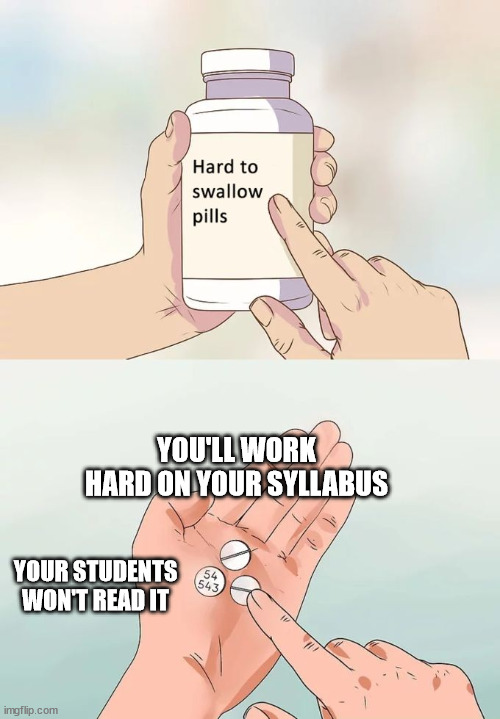 Hard to
swallow
pills
YOU'LL WORK
HARD ON YOUR SYLLABUS
YOUR STUDENTS
WON'T READ IT
54
543
imgflip.com